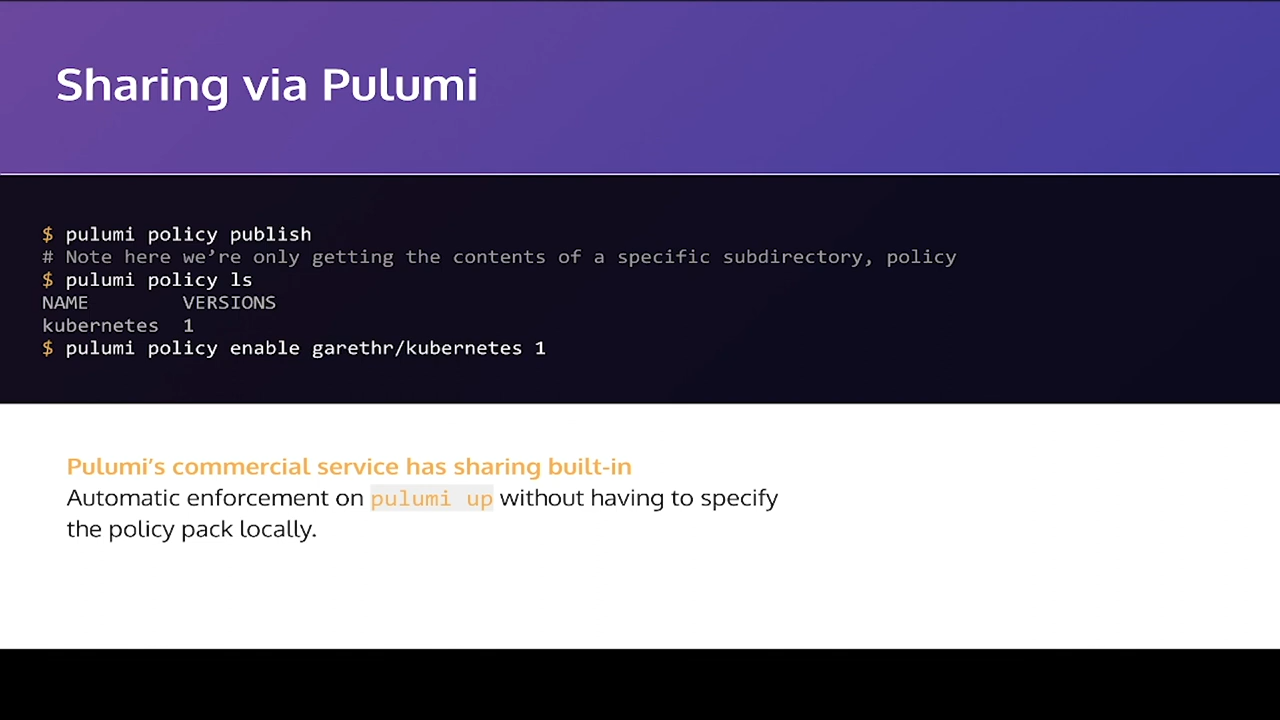 Sharing via Pulumi
$ pulumi policy publish
# Note here we’re only getting the contents of a specific subdirectory, policy
$ pulumi policy ls
NAME        VERSIONS
kubernetes  1
$ pulumi policy enable garethr/kubernetes 1
Pulumi’s commercial service has sharing built-in
Automatic enforcement on pulumi up without having to specify
the policy pack locally.